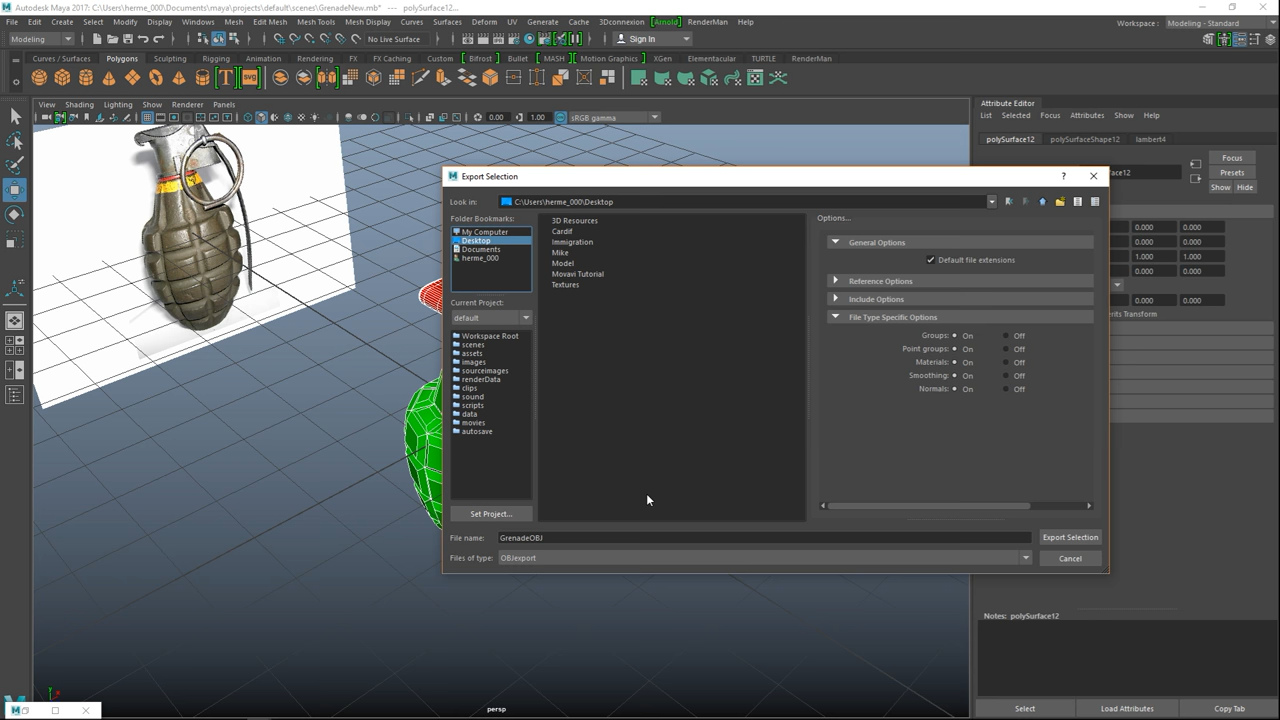 Autodesk Maya 2017: C:\Users\herme_000\Documents\maya\projects\default\scenes\GrenadeNew.mb* --- polySurface12...
File Edit Create Select Modify Display Windows Mesh Edit Mesh Mesh Tools Mesh Display Curves Surfaces Deform UV Generate Cache 3Dconnexion [Arnold] RenderMan Help
Workspace : Modeling - Standard
Modeling No Live Surface Sign In
Curves / Surfaces Polygons Sculpting Rigging Animation Rendering FX FX Caching Custom [ Bitrost ] Bullet [ MASH ] [ Motion Graphics ] XGen Elementacular TURTLE RenderMan
View Shading Lighting Show Renderer Panels
0.00 1.00 sRGB gamma
Attribute Editor
List Selected Focus Attributes Show Help
polySurface12 polySurfaceShape12 lambert4
Focus
Presets
Show Hide
face12
0.000 0.000
0.000 0.000
1.000 1.000
0.000 0.000
0.000 0.000
ents Transform
Notes: polySurface12
Select Load Attributes Copy Tab
Export Selection
?
Look in: C:\Users\herme_000\Desktop
Folder Bookmarks:
My Computer
Desktop
Documents
herme_000
Current Project:
default
Workspace Root
scenes
assets
images
sourceimages
renderData
clips
sound
scripts
data
movies
autosave
Set Project...
3D Resources
Cardif
Immigration
Mike
Model
Movavi Tutorial
Textures
Options...
General Options
Default file extensions
Reference Options
Include Options
File Type Specific Options
Groups: On Off
Point groups: On Off
Materials: On Off
Smoothing: On Off
Normals: On Off
File name: GrenadeOBJ
Export Selection
Files of type: OBJexport
Cancel
persp